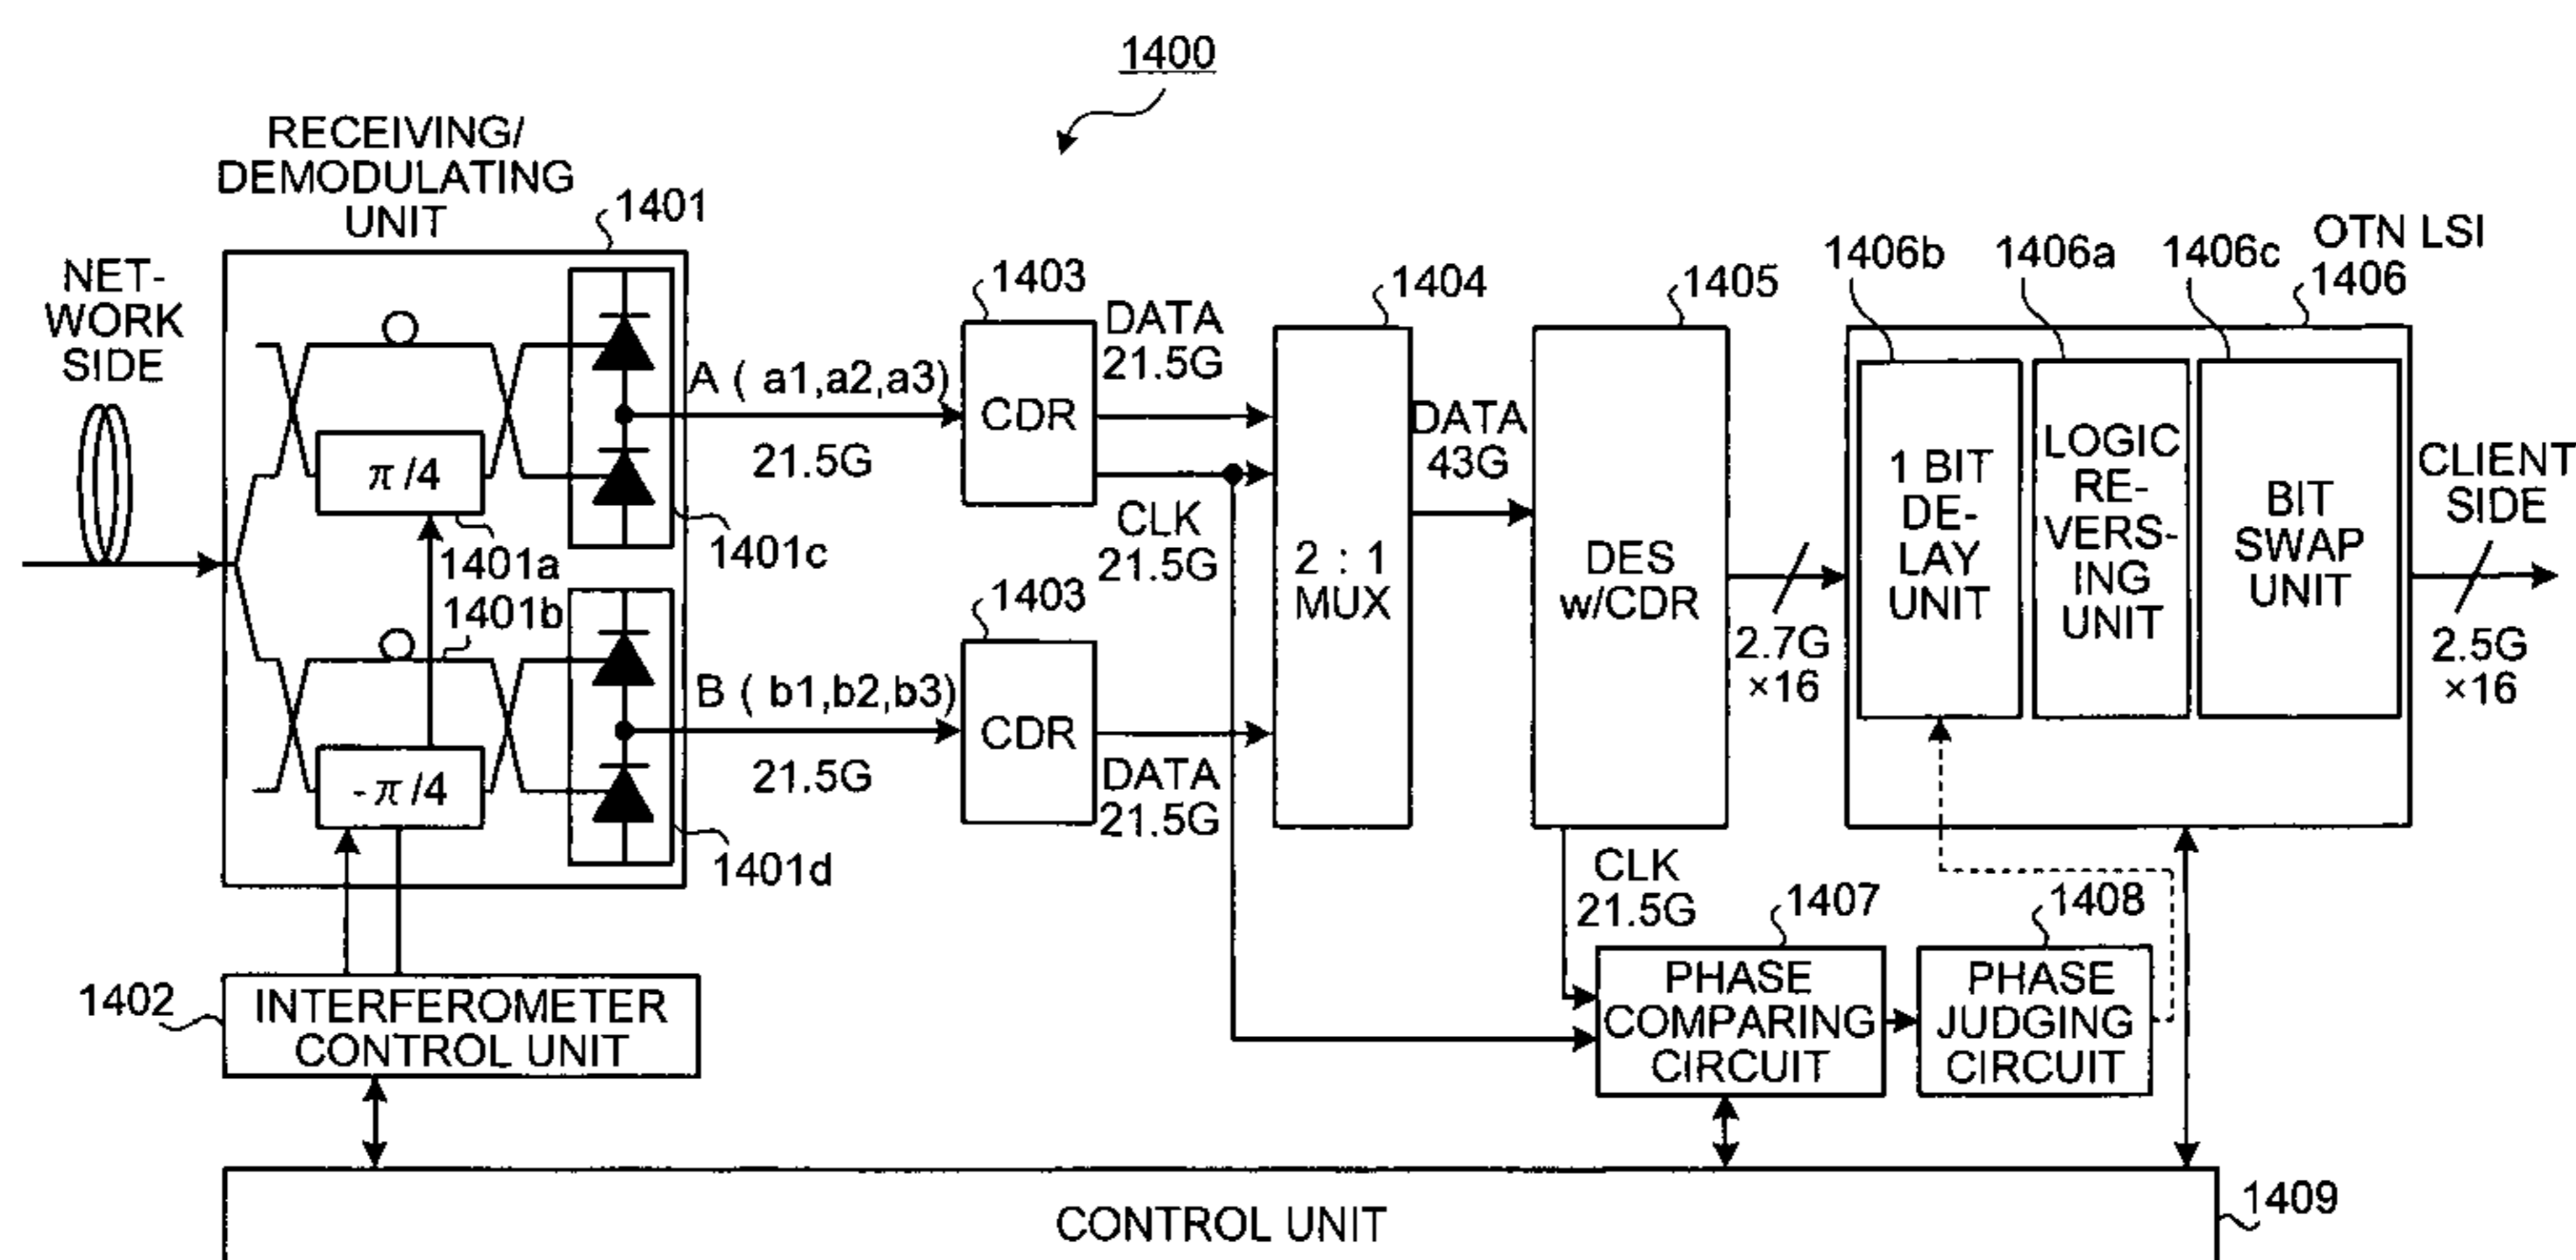 1400
RECEIVING/
DEMODULATING
UNIT
1401
NET-
WORK
SIDE
π/4
1401a
1401b
-π/4
1401c
1401d
A ( a1,a2,a3)
21.5G
B ( b1,b2,b3)
21.5G
1402
INTERFEROMETER
CONTROL UNIT
1403
CDR
DATA
21.5G
CLK
21.5G
1403
CDR
DATA
21.5G
1404
2 : 1
MUX
DATA
43G
1405
DES
w/CDR
2.7G
×16
CLK
21.5G
OTN LSI
1406
1406b
1406a
1406c
1 BIT
DE-
LAY
UNIT
LOGIC
RE-
VERS-
ING
UNIT
BIT
SWAP
UNIT
CLIENT
SIDE
2.5G
×16
1407
PHASE
COMPARING
CIRCUIT
1408
PHASE
JUDGING
CIRCUIT
CONTROL UNIT
1409